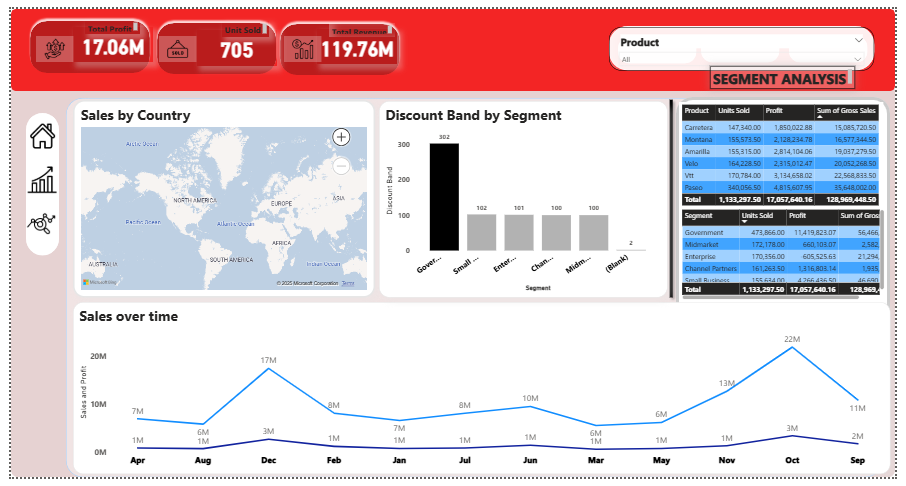 Total Profit
17.06M
Unit Sold
705
SOLD
Total Revenue
119.76M
Product
All
SEGMENT ANALYSIS
Sales by Country
Arctic Ocean
Arctic Ocean
NORTH AMERICA
EUROPE
ASIA
Pacific Ocean
Atlantic Ocean
AFRICA
SOUTH AMERICA
Indian Ocean
AUSTRALIA
Microsoft Bing
© 2025 Microsoft Corporation Terms
Discount Band by Segment
Discount Band
300
200
100
0
302
102
101
100
100
2
Gover...
Small ...
Enter...
Chan...
Midm...
(Blank)
Segment
Product Units Sold Profit Sum of Gross Sales
Carretera 147,340.00 1,850,022.88 15,085,720.50
Montana 155,573.50 2,128,234.78 16,577,344.50
Amarilla 155,315.00 2,814,104.06 19,037,279.50
Velo 164,228.50 2,315,012.47 20,052,268.50
Vtt 170,784.00 3,134,658.02 22,568,833.50
Paseo 340,056.50 4,815,607.95 35,648,002.00
Total 1,133,297.50 17,057,640.16 128,969,448.50
Segment Units Sold Profit Sum of Gros
Government 473,866.00 11,419,823.07 56,466,
Midmarket 172,178.00 660,103.07 2,582,
Enterprise 170,356.00 -605,525.63 21,294,
Channel Partners 161,263.50 1,316,803.14 1,935,
Small Business 155,634.00 4,266,436.50 46,690
Total 1,133,297.50 17,057,640.16 128,969,4
Sales over time
Sales and Profit
20M
10M
0M
7M
6M
17M
8M
7M
8M
10M
6M
6M
13M
22M
11M
1M
1M
3M
1M
1M
1M
1M
1M
1M
1M
3M
2M
Apr Aug Dec Feb Jan Jul Jun Mar May Nov Oct Sep